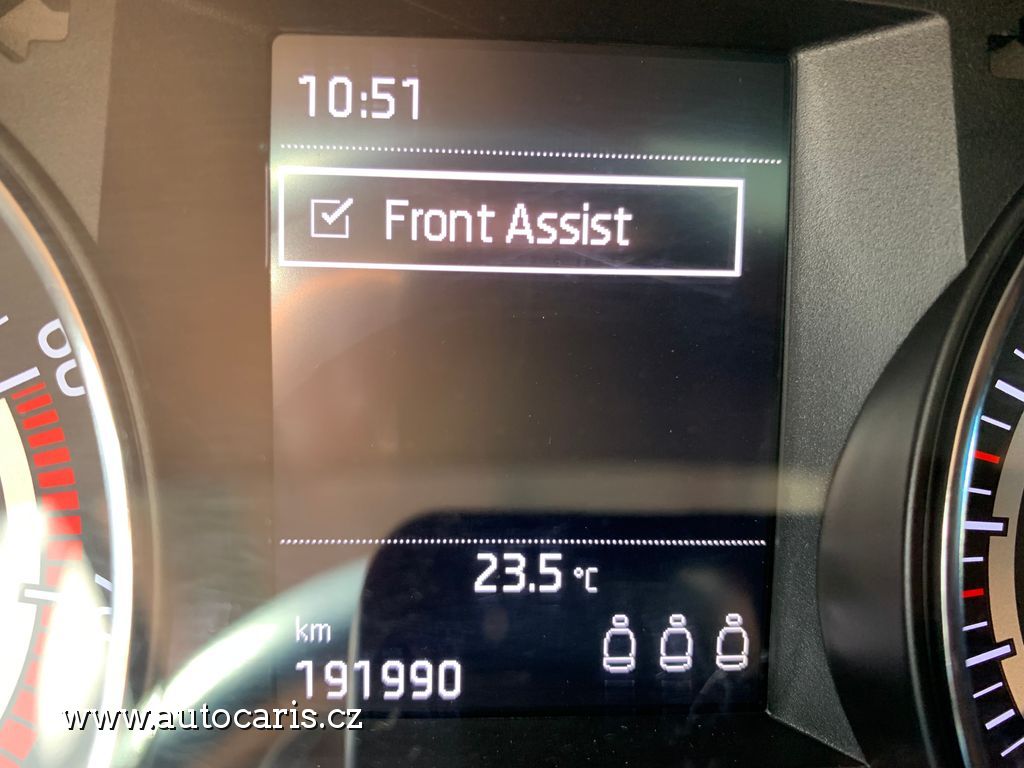 10:51
Front Assist
23.5 °C
km
191990
www.autocaris.cz